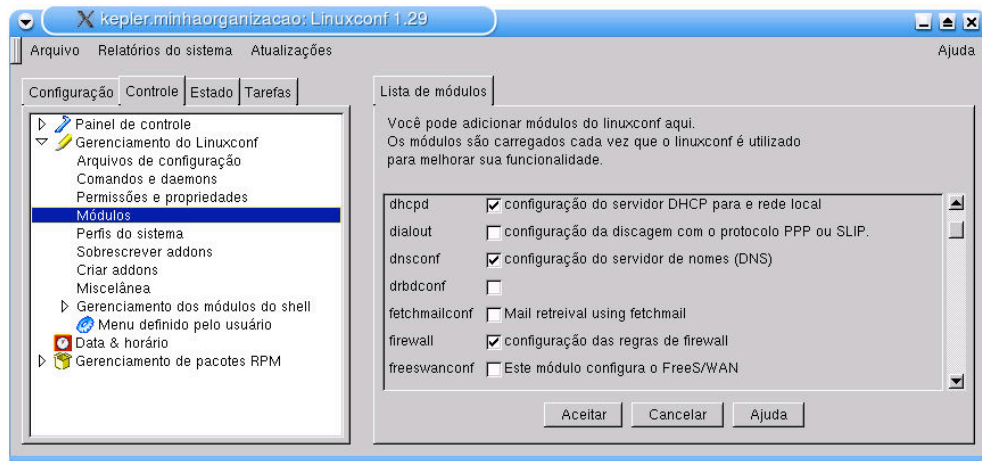 kepler.minhaorganizacao: Linuxconf 1.29
Arquivo Relatórios do sistema Atualizações Ajuda
Configuração Controle Estado Tarefas
Painel de controle
Gerenciamento do Linuxconf
Arquivos de configuração
Comandos e daemons
Permissões e propriedades
Módulos
Perfis do sistema
Sobrescrever addons
Criar addons
Miscelânea
Gerenciamento dos módulos do shell
Menu definido pelo usuário
Data & horário
Gerenciamento de pacotes RPM
Lista de módulos
Você pode adicionar módulos do linuxconf aqui.
Os módulos são carregados cada vez que o linuxconf é utilizado
para melhorar sua funcionalidade.
dhcpd configuração do servidor DHCP para e rede local
dialout configuração da discagem com o protocolo PPP ou SLIP.
dnsconf configuração do servidor de nomes (DNS)
drbdconf
fetchmailconf Mail retreival using fetchmail
firewall configuração das regras de firewall
freeswanconf Este módulo configura o FreeS/WAN
Aceitar Cancelar Ajuda